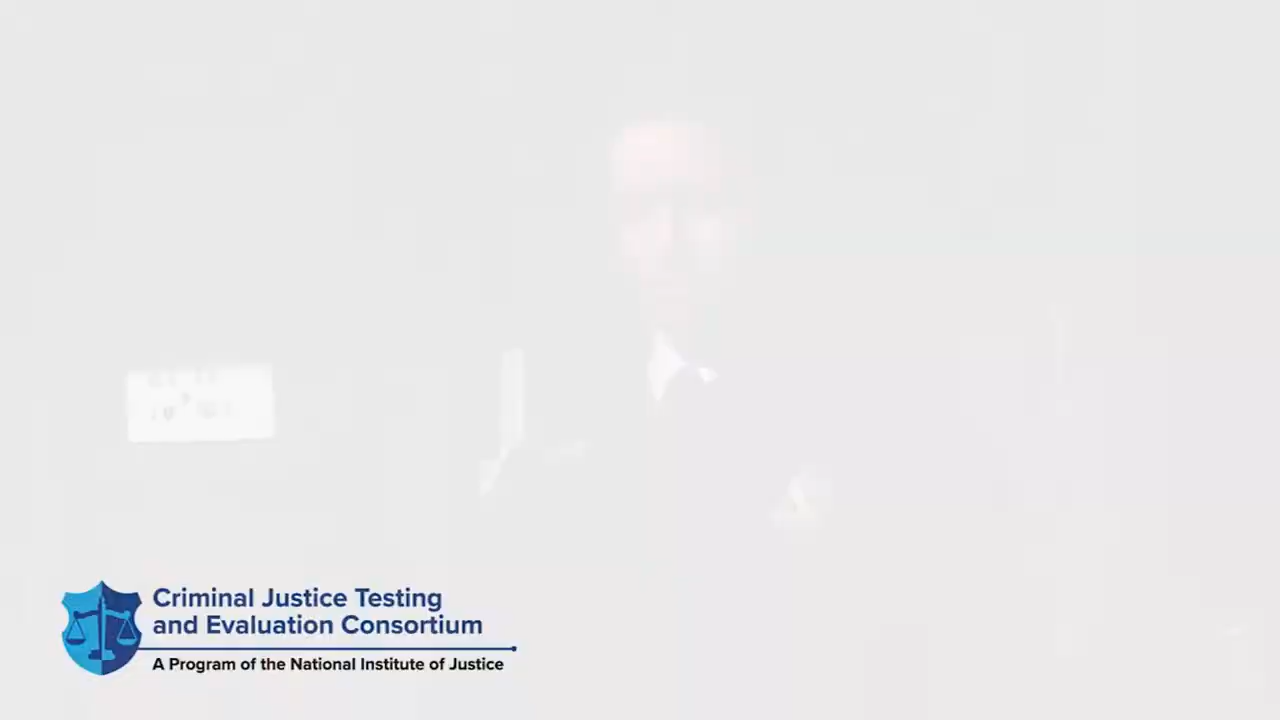 Criminal Justice Testing
and Evaluation Consortium
A Program of the National Institute of Justice